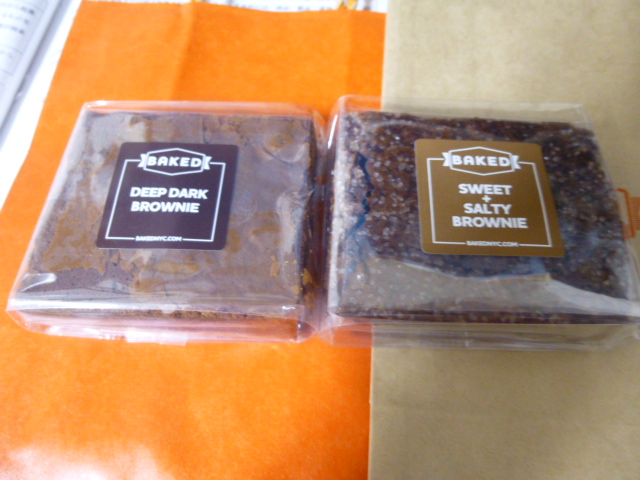 BAKED
DEEP DARK
BROWNIE
BAKEDNYC.COM
BAKED
SWEET
+
SALTY
BROWNIE
BAKEDNYC.COM